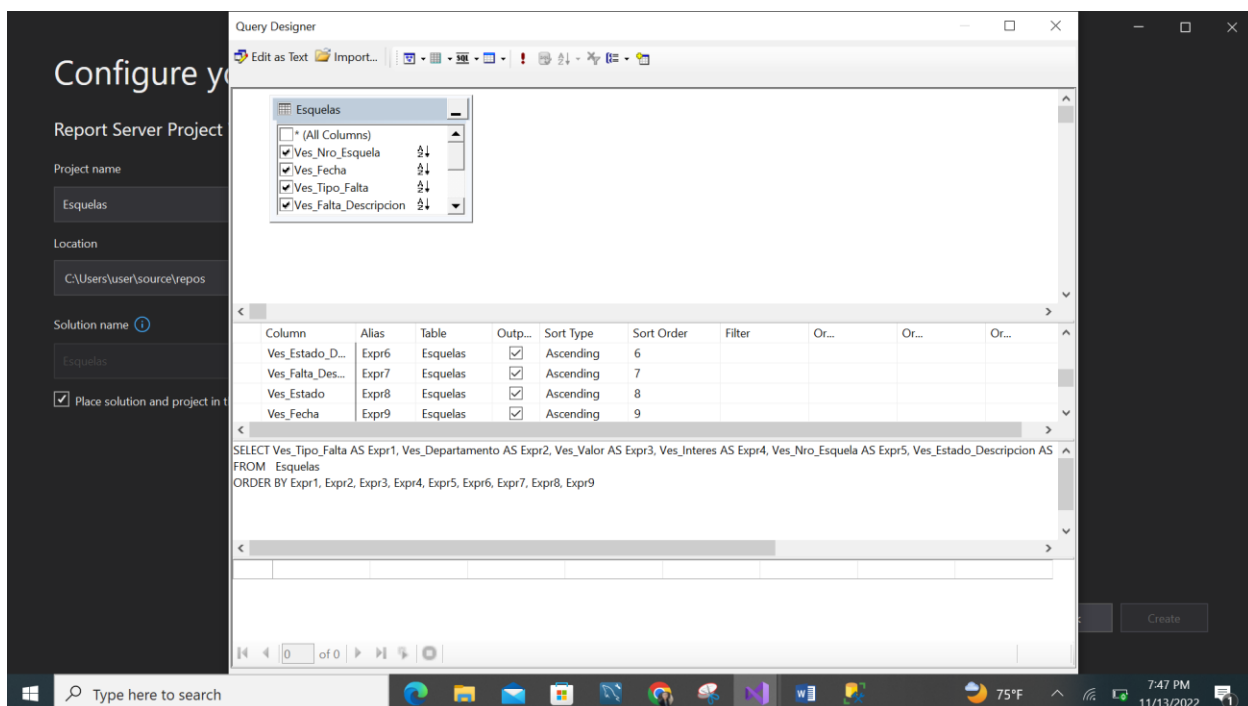 Query Designer
Edit as Text Import... SQL
Configure yo
Esquelas
* (All Columns)
Ves_Nro_Esquela
Ves_Fecha
Ves_Tipo_Falta
Ves_Falta_Descripcion
Report Server Project
Project name
Esquelas
Location
C:\Users\user\source\repos
Solution name
Esquelas
Place solution and project in t
Column Alias Table Outp... Sort Type Sort Order Filter Or... Or... Or...
Ves_Estado_D... Expr6 Esquelas Ascending 6
Ves_Falta_Des... Expr7 Esquelas Ascending 7
Ves_Estado Expr8 Esquelas Ascending 8
Ves_Fecha Expr9 Esquelas Ascending 9
SELECT Ves_Tipo_Falta AS Expr1, Ves_Departamento AS Expr2, Ves_Valor AS Expr3, Ves_Interes AS Expr4, Ves_Nro_Esquela AS Expr5, Ves_Estado_Descripcion AS
FROM Esquelas
ORDER BY Expr1, Expr2, Expr3, Expr4, Expr5, Expr6, Expr7, Expr8, Expr9
0 of 0
Create
Type here to search
75°F
7:47 PM
11/13/2022